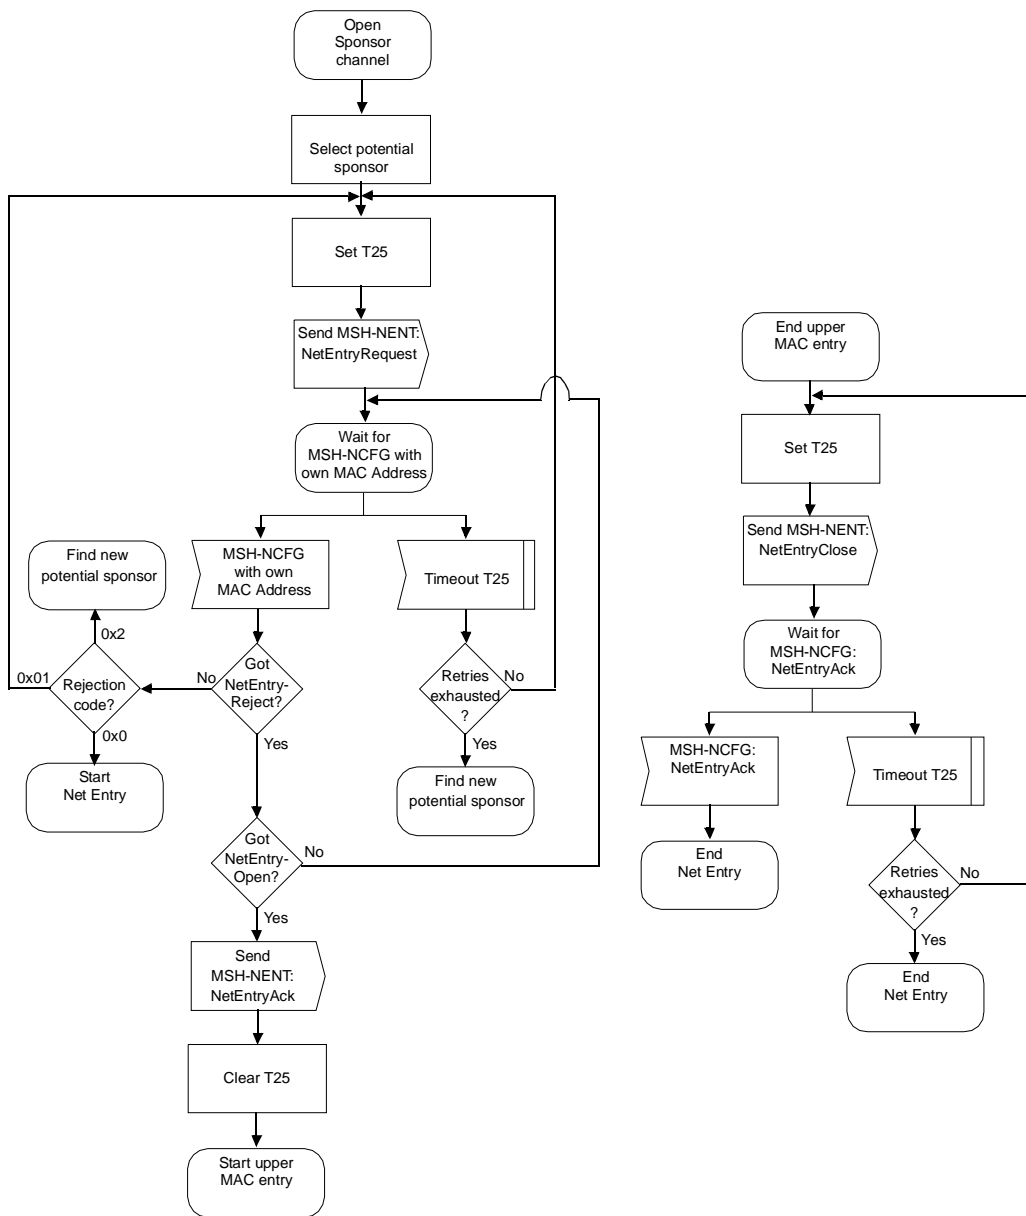 Open
Sponsor
channel
Select potential
sponsor
Set T25
Send MSH-NENT:
NetEntryRequest
Wait for
MSH-NCFG with
own MAC Address
MSH-NCFG
with own
MAC Address
Timeout T25
Find new
potential sponsor
0x2
0x01
Rejection
code?
0x0
Start
Net Entry
No
Got
NetEntry-
Reject?
Yes
Retries
exhausted
?
No
Yes
Find new
potential sponsor
Got
NetEntry-
Open?
No
Yes
Send
MSH-NENT:
NetEntryAck
Clear T25
Start upper
MAC entry
End upper
MAC entry
Set T25
Send MSH-NENT:
NetEntryClose
Wait for
MSH-NCFG:
NetEntryAck
MSH-NCFG:
NetEntryAck
Timeout T25
End
Net Entry
Retries
exhausted
?
No
Yes
End
Net Entry